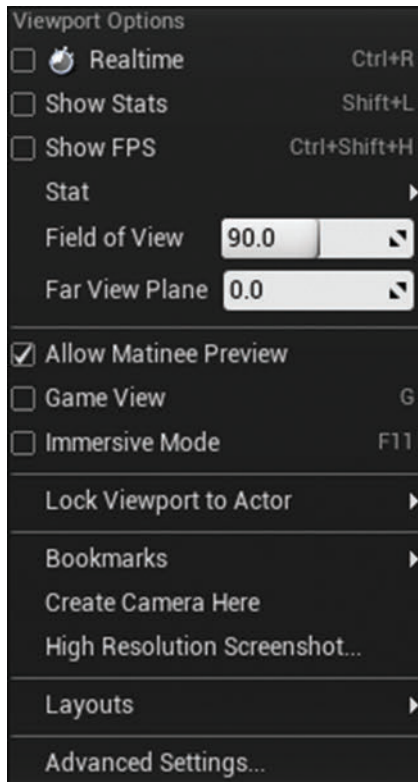 Viewport Options
Realtime Ctrl+R
Show Stats Shift+L
Show FPS Ctrl+Shift+H
Stat
Field of View 90.0
Far View Plane 0.0
Allow Matinee Preview
Game View G
Immersive Mode F11
Lock Viewport to Actor
Bookmarks
Create Camera Here
High Resolution Screenshot...
Layouts
Advanced Settings...